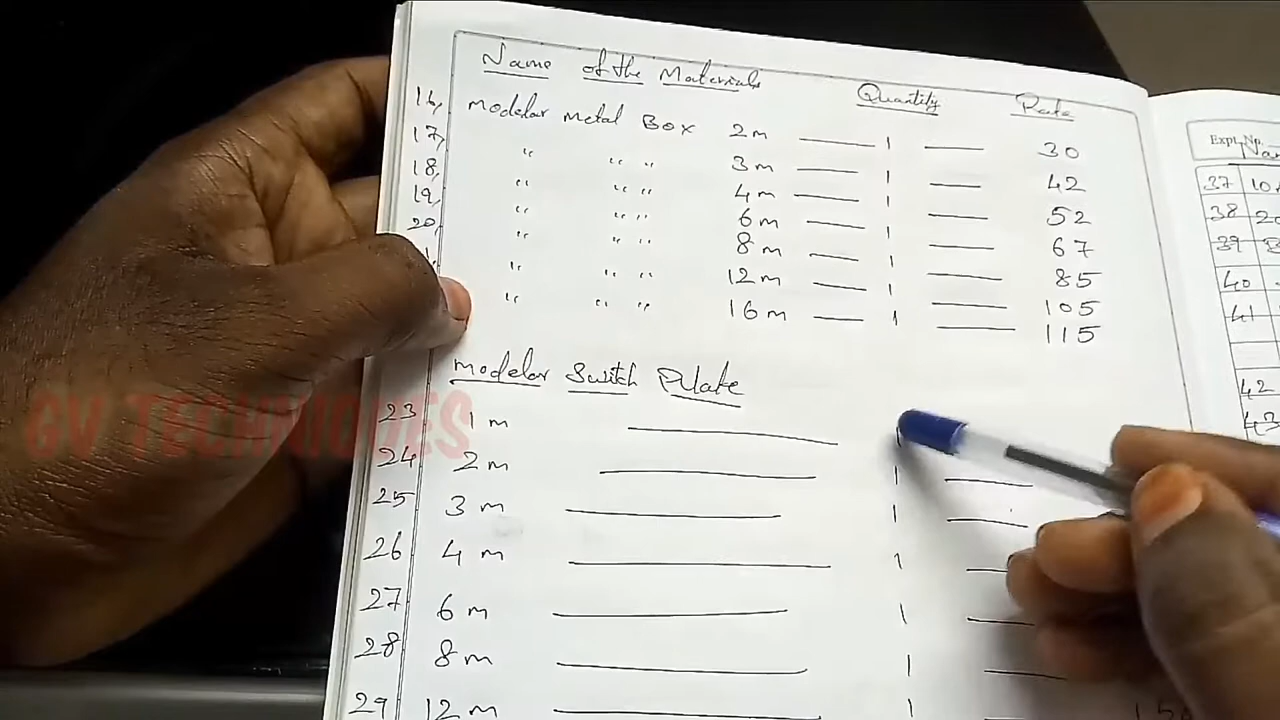 Name of the Materials Quantity Rate
16, Modelar Metal Box 2m — 1 — 30
17, " " " 3m — 1 — 42
18, " " " 4m — 1 — 52
19, " " " 6m — 1 — 67
20, " " " 8m — 1 — 85
" " " 12m — 1 — 105
" " " 16m — 1 — 115
Modelar Switch Plate
23 1m —
24 2m — 1 —
25 3m — 1 —
26 4m — 1 —
27 6m — 1 —
28 8m — 1 —
29 12m — 1 —
GV TECHNIQUES
Expt. No.
37
38
39
40
41
42
43